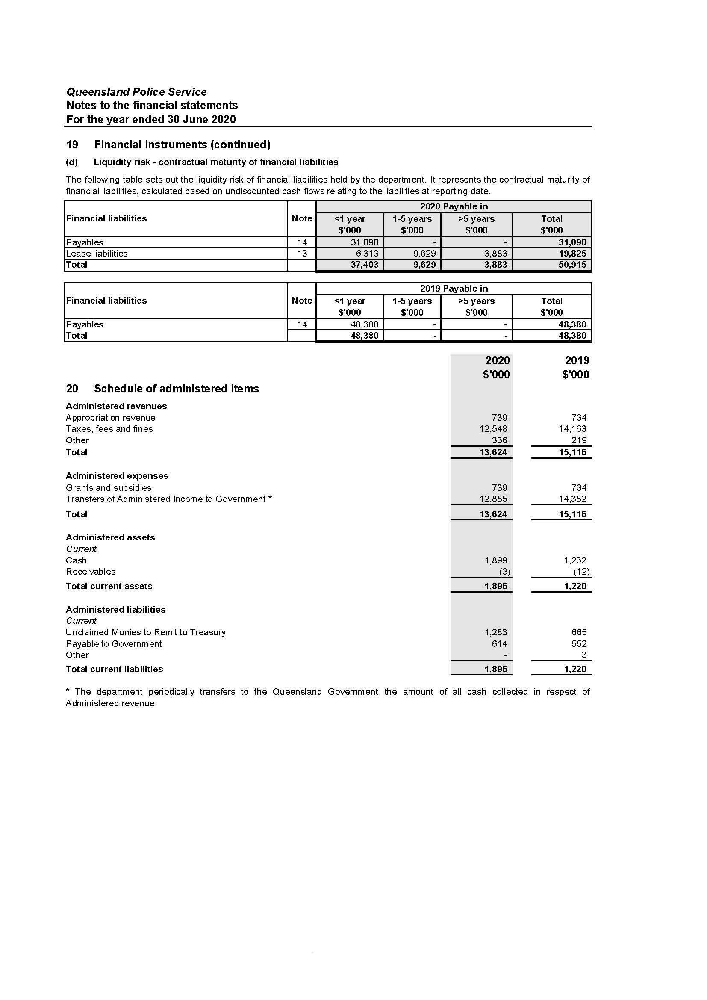 Queensland Police Service
Notes to the financial statements
For the year ended 30 June 2020
19 Financial instruments (continued)
(d) Liquidity risk - contractual maturity of financial liabilities
The following table sets out the liquidity risk of financial liabilities held by the department. It represents the contractual maturity of
financial liabilities, calculated based on undiscounted cash flows relating to the liabilities at reporting date.
2020 Payable in
Financial liabilities Note <1 year 1-5 years >5 years Total
$'000 $'000 $'000 $'000
Payables 14 31,090 - - 31,090
Lease liabilities 13 6,313 9,629 3,883 19,825
Total 37,403 9,629 3,883 50,915
2019 Payable in
Financial liabilities Note <1 year 1-5 years >5 years Total
$'000 $'000 $'000 $'000
Payables 14 48,380 - - 48,380
Total 48,380 - - 48,380
2020 2019
$'000 $'000
20 Schedule of administered items
Administered revenues
Appropriation revenue 739 734
Taxes, fees and fines 12,548 14,163
Other 336 219
Total 13,624 15,116
Administered expenses
Grants and subsidies 739 734
Transfers of Administered Income to Government * 12,885 14,382
Total 13,624 15,116
Administered assets
Current
Cash 1,899 1,232
Receivables (3) (12)
Total current assets 1,896 1,220
Administered liabilities
Current
Unclaimed Monies to Remit to Treasury 1,283 665
Payable to Government 614 552
Other - 3
Total current liabilities 1,896 1,220
* The department periodically transfers to the Queensland Government the amount of all cash collected in respect of
Administered revenue.